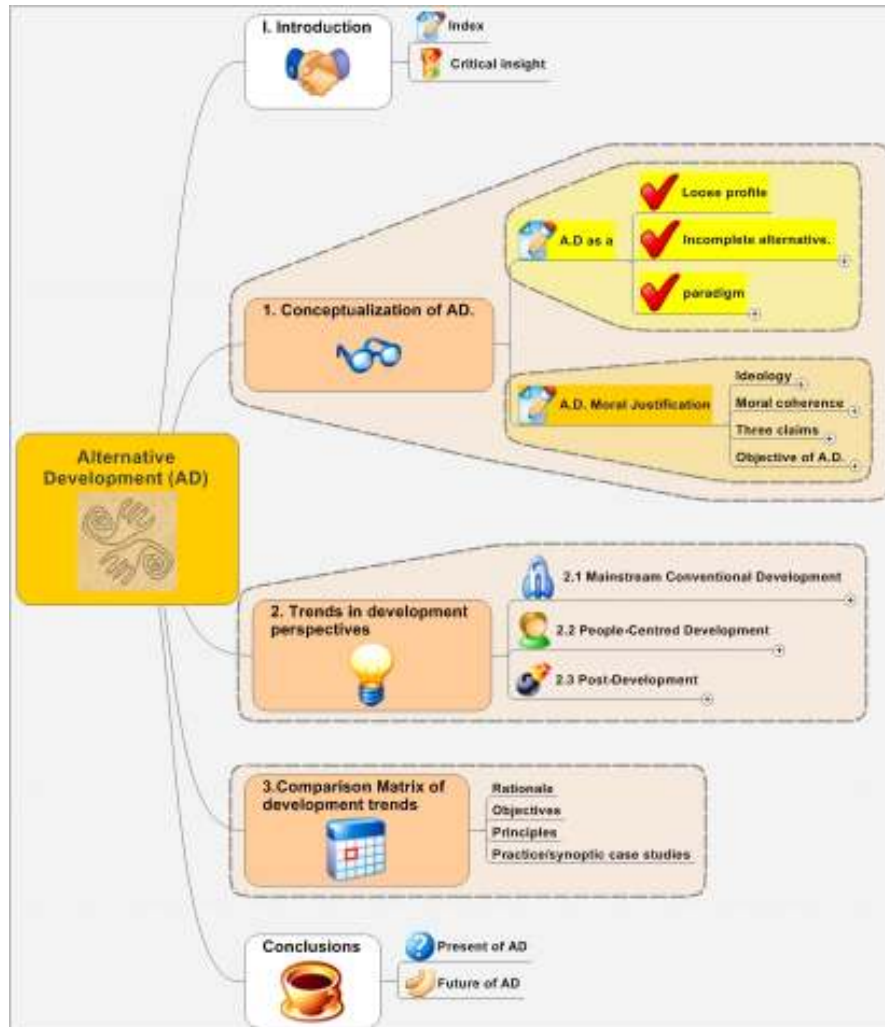 I. Introduction
Index
Critical insight
1. Conceptualization of AD.
A.D as a
Loose profile
Incomplete alternative.
paradigm
A.D. Moral Justification
Ideology
Moral coherence
Three claims
Objective of A.D.
Alternative
Development (AD)
2. Trends in development
perspectives
2.1 Mainstream Conventional Development
2.2 People-Centred Development
2.3 Post-Development
3.Comparison Matrix of
development trends
Rationale
Objectives
Principles
Practice/synoptic case studies
Conclusions
Present of AD
Future of AD